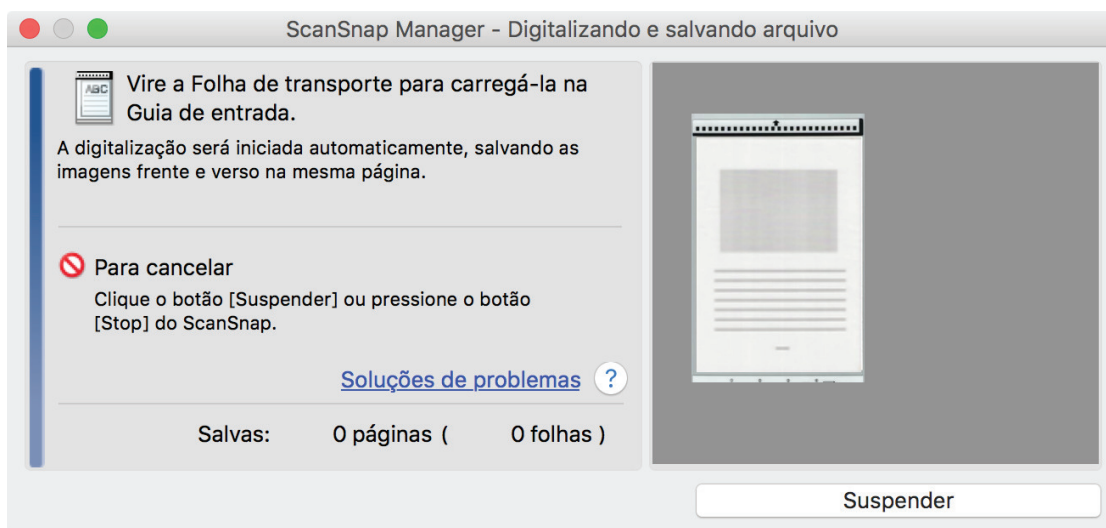 ScanSnap Manager - Digitalizando e salvando arquivo
ABC
Vire a Folha de transporte para carregá-la na
Guia de entrada.
A digitalização será iniciada automaticamente, salvando as
imagens frente e verso na mesma página.
Para cancelar
Clique o botão [Suspender] ou pressione o botão
[Stop] do ScanSnap.
Soluções de problemas ?
Salvas: 0 páginas ( 0 folhas )
Suspender